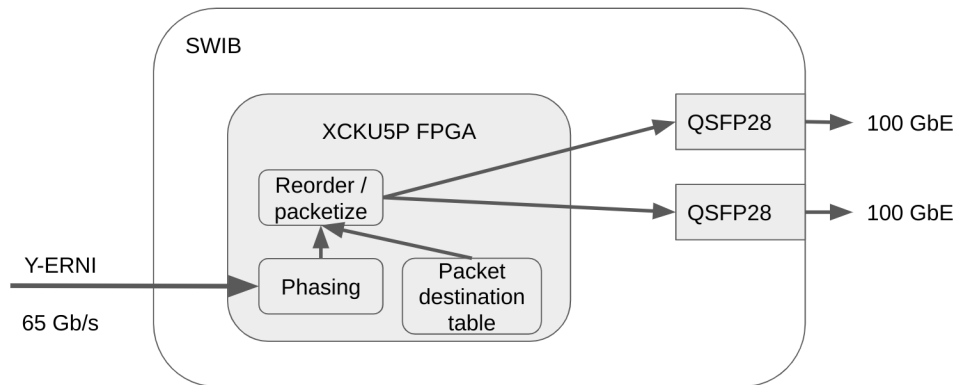 SWIB
XCKU5P FPGA
QSFP28
100 GbE
Reorder /
packetize
QSFP28
100 GbE
Y-ERNI
65 Gb/s
Phasing
Packet
destination
table